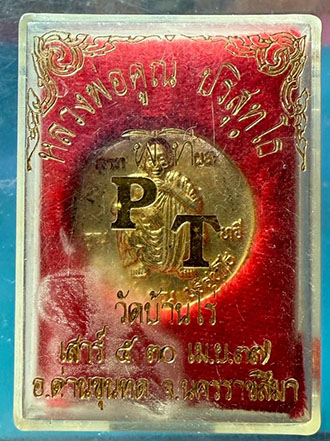 หลวงพ่อคูณ ปริสุทโธ
P T
วัดบ้านไร่
เสาร์ ๕ ๓๐ เม.ย.๓๗
อ.ด่านขุนทด จ.นครราชสีมา